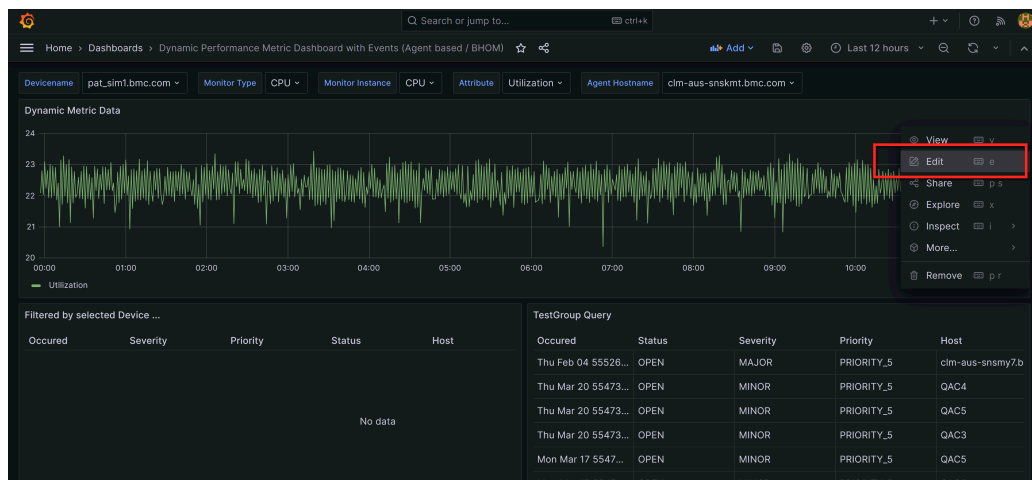 Search or jump to... ctrl+k
Home > Dashboards > Dynamic Performance Metric Dashboard with Events (Agent based / BHOM) Add Last 12 hours
Devicename pat_sim1.bmc.com Monitor Type CPU Monitor Instance CPU Attribute Utilization Agent Hostname clm-aus-snskmt.bmc.com
Dynamic Metric Data
24
23
22
21
20
00:00 01:00 02:00 03:00 04:00 05:00 06:00 07:00 08:00 09:00 10:00
Utilization
View v
Edit e
Share p s
Explore x
Inspect i >
More... >
Remove p r
Filtered by selected Device ...
Occured Severity Priority Status Host
No data
TestGroup Query
Occured Status Severity Priority Host
Thu Feb 04 55526... OPEN MAJOR PRIORITY_5 clm-aus-snsmy7.b
Thu Mar 20 55473... OPEN MINOR PRIORITY_5 QAC4
Thu Mar 20 55473... OPEN MINOR PRIORITY_5 QAC5
Thu Mar 20 55473... OPEN MINOR PRIORITY_5 QAC3
Mon Mar 17 5547... OPEN MINOR PRIORITY_5 QAC5